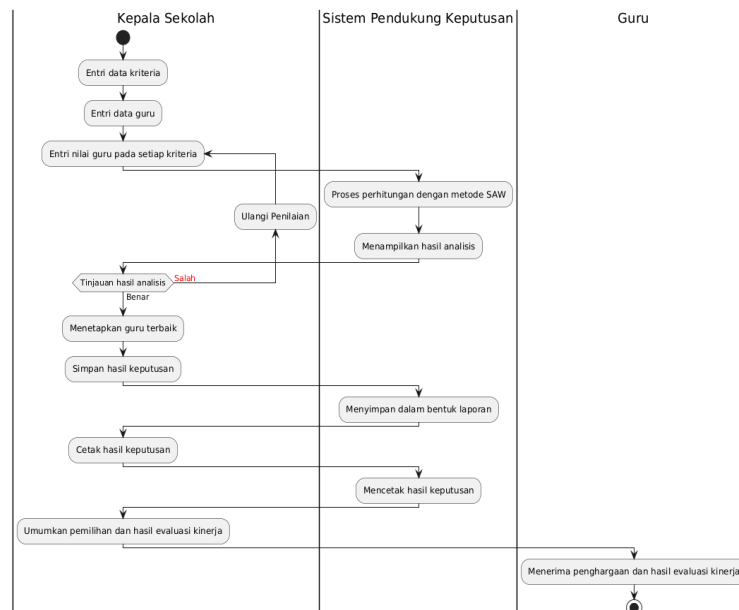 Kepala Sekolah
Sistem Pendukung Keputusan
Guru
Entri data kriteria
Entri data guru
Entri nilai guru pada setiap kriteria
Proses perhitungan dengan metode SAW
Ulangi Penilaian
Menampilkan hasil analisis
Tinjauan hasil analisis
Salah
Benar
Menetapkan guru terbaik
Simpan hasil keputusan
Menyimpan dalam bentuk laporan
Cetak hasil keputusan
Mencetak hasil keputusan
Umumkan pemilihan dan hasil evaluasi kinerja
Menerima penghargaan dan hasil evaluasi kinerja